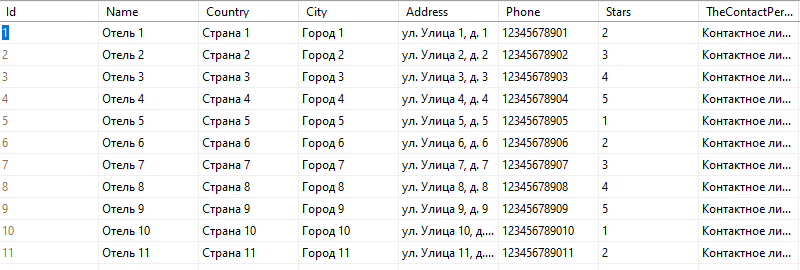 Id Name Country City Address Phone Stars TheContactPer...
1 Отель 1 Страна 1 Город 1 ул. Улица 1, д. 1 12345678901 2 Контактное ли...
2 Отель 2 Страна 2 Город 2 ул. Улица 2, д. 2 12345678902 3 Контактное ли...
3 Отель 3 Страна 3 Город 3 ул. Улица 3, д. 3 12345678903 4 Контактное ли...
4 Отель 4 Страна 4 Город 4 ул. Улица 4, д. 4 12345678904 5 Контактное ли...
5 Отель 5 Страна 5 Город 5 ул. Улица 5, д. 5 12345678905 1 Контактное ли...
6 Отель 6 Страна 6 Город 6 ул. Улица 6, д. 6 12345678906 2 Контактное ли...
7 Отель 7 Страна 7 Город 7 ул. Улица 7, д. 7 12345678907 3 Контактное ли...
8 Отель 8 Страна 8 Город 8 ул. Улица 8, д. 8 12345678908 4 Контактное ли...
9 Отель 9 Страна 9 Город 9 ул. Улица 9, д. 9 12345678909 5 Контактное ли...
10 Отель 10 Страна 10 Город 10 ул. Улица 10, д.... 123456789010 1 Контактное ли...
11 Отель 11 Страна 11 Город 11 ул. Улица 11, д.... 123456789011 2 Контактное ли...